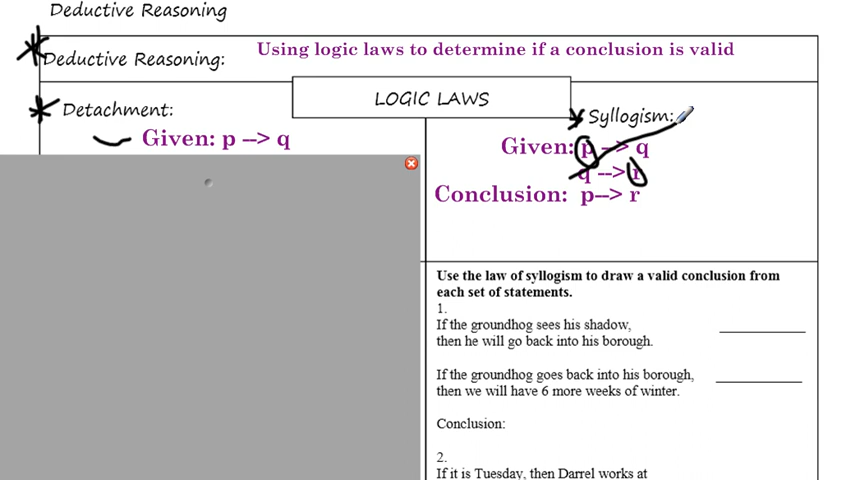 Deductive Reasoning
Deductive Reasoning:
Using logic laws to determine if a conclusion is valid
LOGIC LAWS
Detachment:
Given: p --> q
Syllogism:
Given: p --> q
q --> r
Conclusion: p--> r
Use the law of syllogism to draw a valid conclusion from
each set of statements.
1.
If the groundhog sees his shadow,
then he will go back into his borough.
If the groundhog goes back into his borough,
then we will have 6 more weeks of winter.
Conclusion:
2.
If it is Tuesday, then Darrel works at